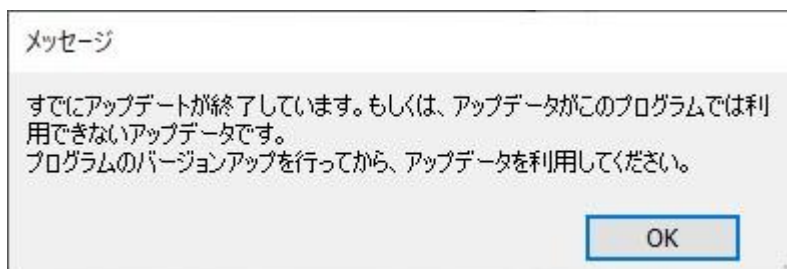 メッセージ
すでにアップデートが終了しています。もしくは、アップデータがこのプログラムでは利
用できないアップデータです。
プログラムのバージョンアップを行ってから、アップデータを利用してください。
OK